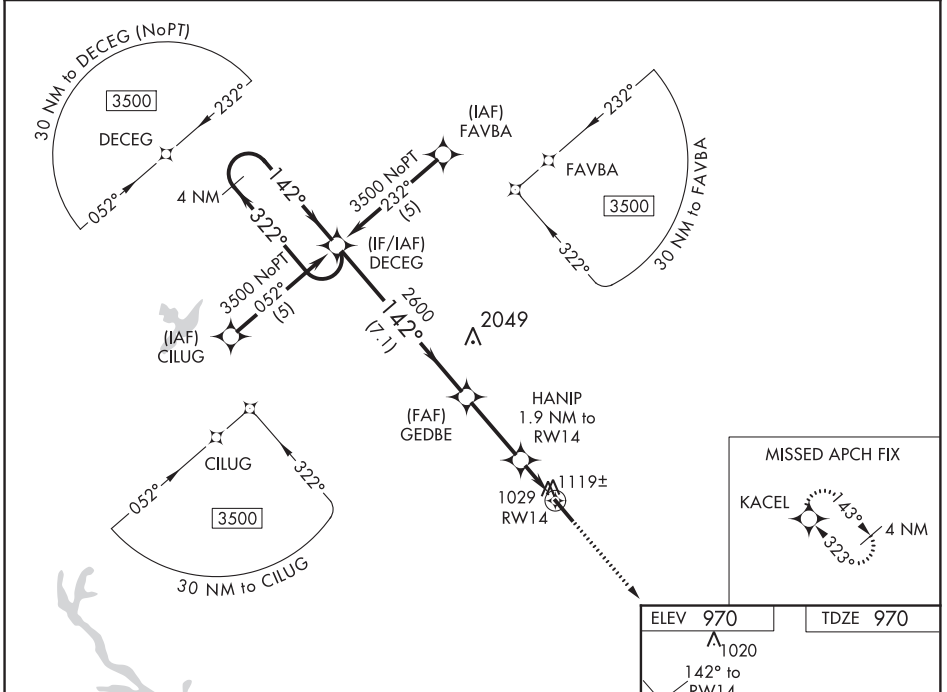 30 NM to DECEG (NoPT)
3500
DECEG
232°
052°
4 NM
142°
322°
(IAF)
FAVBA
3500 NoPT
232°
(5)
(IF/IAF)
DECEG
3500 NoPT
052°
(5)
(IAF)
CILUG
232°
FAVBA
3500
322°
30 NM to FAVBA
2600
142°
(7.1)
2049
(FAF)
GEDBE
HANIP
1.9 NM to
RW14
1119±
1029
RW14
CILUG
052°
322°
3500
30 NM to CILUG
MISSED APCH FIX
KACEL
143°
323°
4 NM
ELEV 970
TDZE 970
1020
142° to
RW14